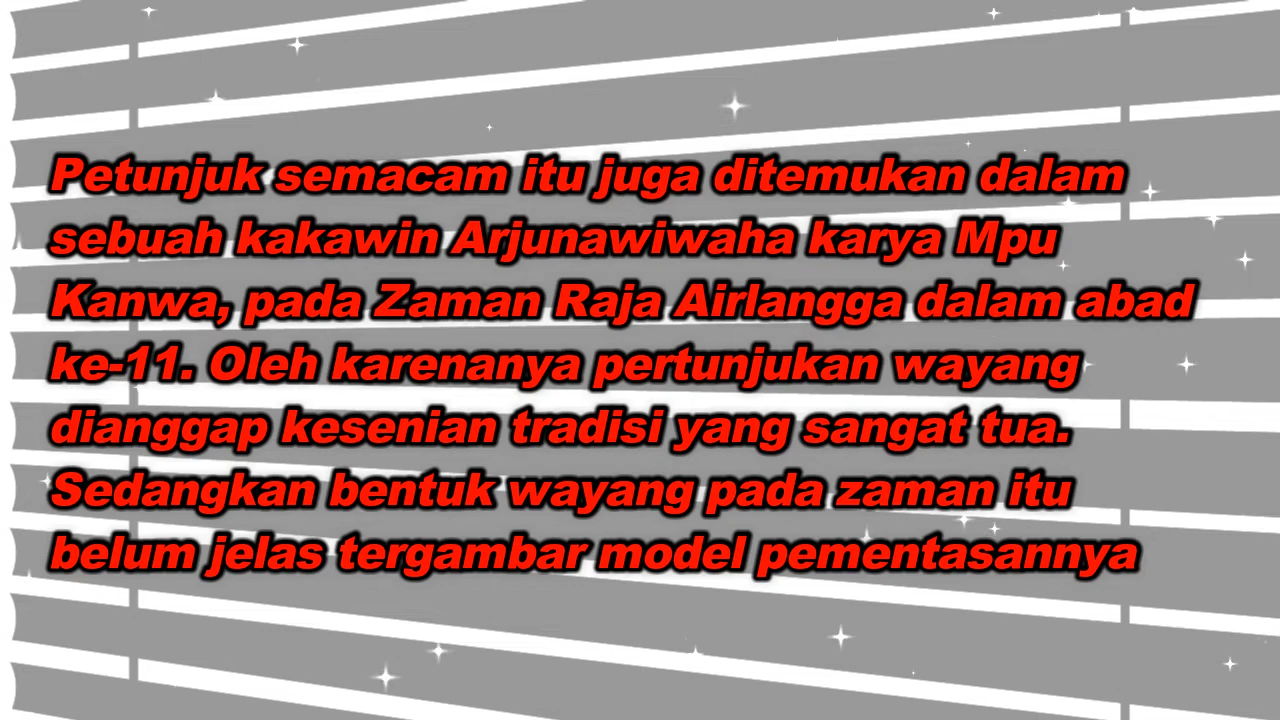 Petunjuk semacam itu juga ditemukan dalam
sebuah kakawin Arjunawiwaha karya Mpu
Kanwa, pada Zaman Raja Airlangga dalam abad
ke-11. Oleh karenanya pertunjukan wayang
dianggap kesenian tradisi yang sangat tua.
Sedangkan bentuk wayang pada zaman itu
belum jelas tergambar model pementasannya